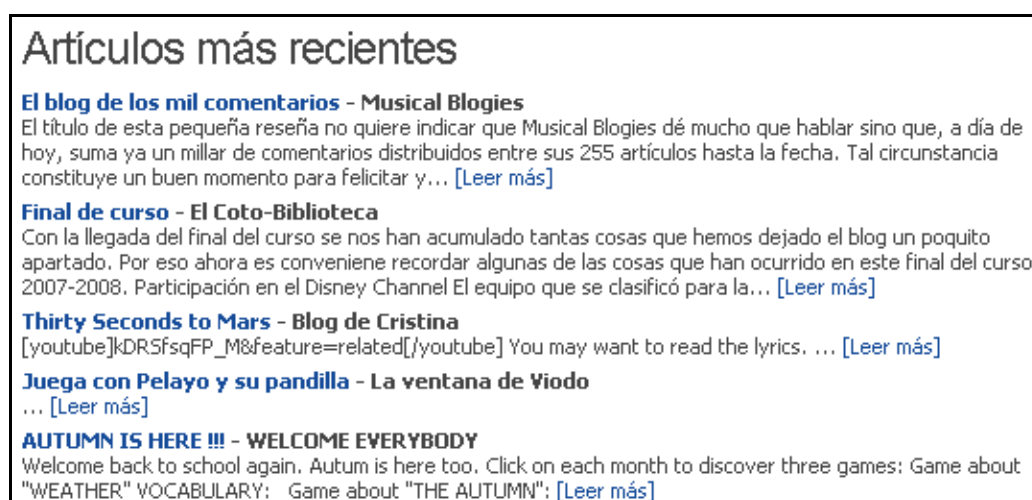 Artículos más recientes
El blog de los mil comentarios - Musical Blogies
El título de esta pequeña reseña no quiere indicar que Musical Blogies dé mucho que hablar sino que, a día de
hoy, suma ya un millar de comentarios distribuidos entre sus 255 artículos hasta la fecha. Tal circunstancia
constituye un buen momento para felicitar y... [Leer más]
Final de curso - El Coto-Biblioteca
Con la llegada del final del curso se nos han acumulado tantas cosas que hemos dejado el blog un poquito
apartado. Por eso ahora es conveniene recordar algunas de las cosas que han ocurrido en este final del curso
2007-2008. Participación en el Disney Channel El equipo que se clasificó para la... [Leer más]
Thirty Seconds to Mars - Blog de Cristina
[youtube]kDRSfsqFP_M&feature=related[/youtube] You may want to read the lyrics. ... [Leer más]
Juega con Pelayo y su pandilla - La ventana de Viodo
... [Leer más]
AUTUMN IS HERE !!! - WELCOME EVERYBODY
Welcome back to school again. Autum is here too. Click on each month to discover three games: Game about
"WEATHER" VOCABULARY: Game about "THE AUTUMN": [Leer más]